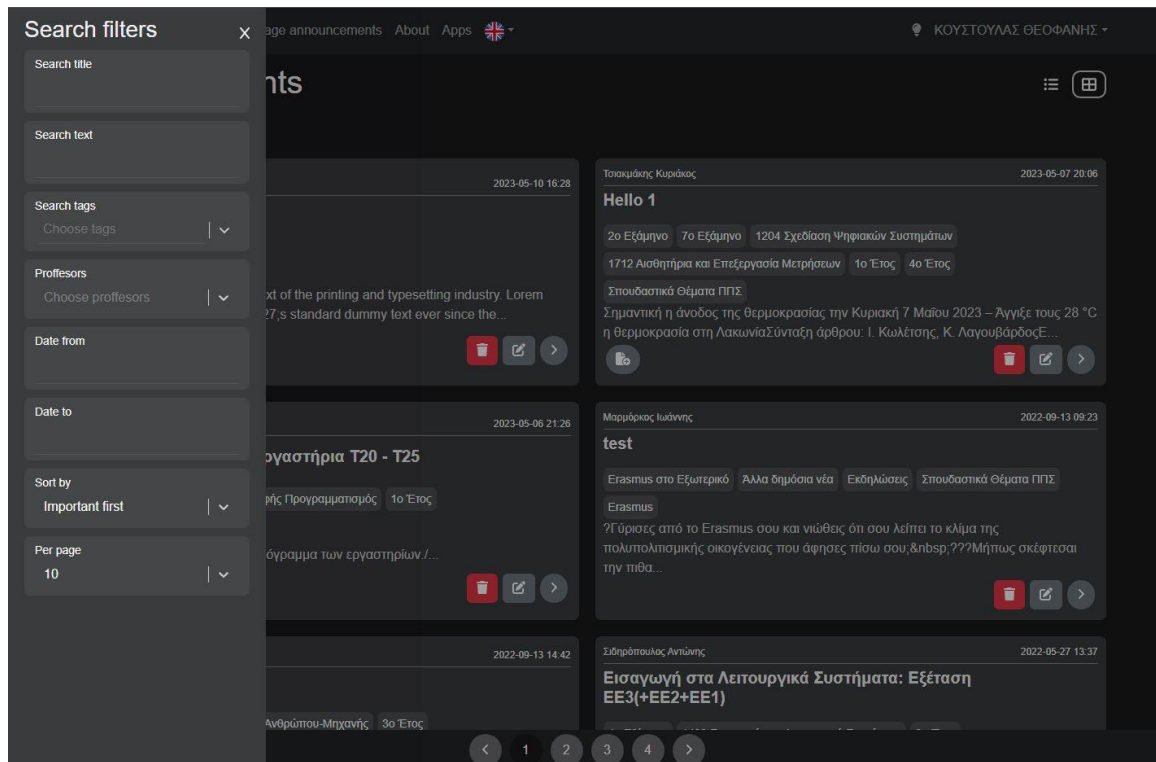 Search filters
X
Search title
Search text
Search tags
Choose tags
Proffesors
Choose proffesors
Date from
Date to
Sort by
Important first
Per page
10
age announcements About Apps
ΚΟΥΣΤΟΥΛΑΣ ΘΕΟΦΑΝΗΣ
nts
2023-05-10 16:28
xt of the printing and typesetting industry. Lorem
27;s standard dummy text ever since the...
Τσιακμάκης Κυριάκος 2023-05-07 20:06
Hello 1
2ο Εξάμηνο 7ο Εξάμηνο 1204 Σχεδίαση Ψηφιακών Συστημάτων
1712 Αισθητήρια και Επεξεργασία Μετρήσεων 1ο Έτος 4ο Έτος
Σπουδαστικά Θέματα ΠΠΣ
Σημαντική η άνοδος της θερμοκρασίας την Κυριακή 7 Μαΐου 2023 – Άγγιξε τους 28 °C
η θερμοκρασία στη ΛακωνίαΣύνταξη άρθρου: Ι. Κωλέτσης, Κ. ΛαγουβάρδοςΕ...
2023-05-06 21:26
ργαστήρια Τ20 - Τ25
φής Προγραμματισμός 1ο Έτος
όγραμμα των εργαστηρίων./...
Μαρμόρκος Ιωάννης 2022-09-13 09:23
test
Erasmus στο Εξωτερικό Άλλα δημόσια νέα Εκδηλώσεις Σπουδαστικά Θέματα ΠΠΣ
Erasmus
?Γύρισες από το Erasmus σου και νιώθεις ότι σου λείπει το κλίμα της
πολυπολιτισμικής οικογένειας που άφησες πίσω σου;&nbsp;???Μήπως σκέφτεσαι
την πιθα...
2022-09-13 14:42
Ανθρώπου-Μηχανής 3ο Έτος
Σιδηρόπουλος Αντώνης 2022-05-27 13:37
Εισαγωγή στα Λειτουργικά Συστήματα: Εξέταση
ΕΕ3(+ΕΕ2+ΕΕ1)
1 2 3 4